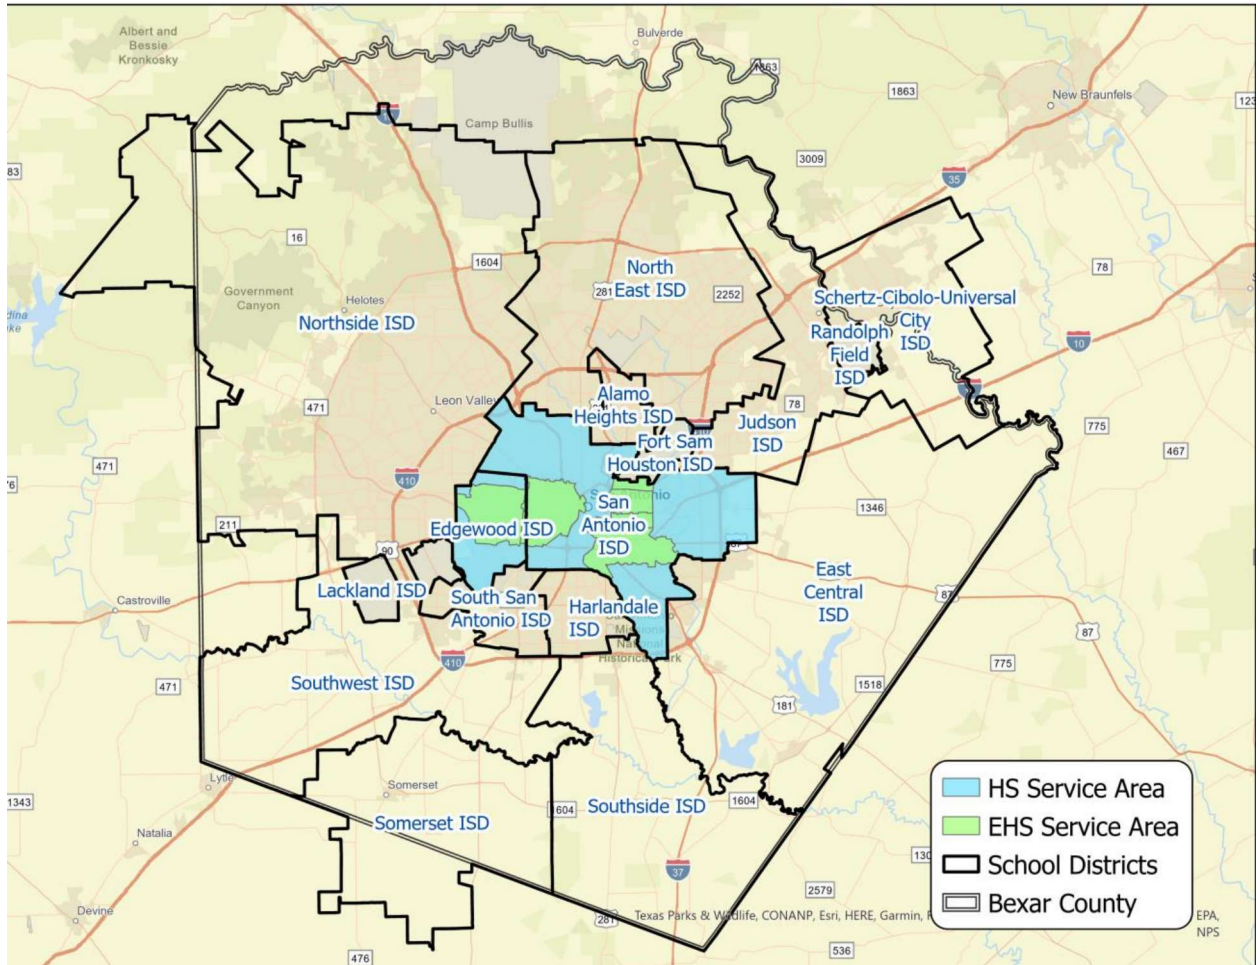 Albert and
Bessie
Kronkosky
Bulverde
1863
1863
New Braunfels
Camp Bullis
3009
35
83
16
1604
North
East ISD
281
2252
78
Government
Canyon
Helotes
Northside ISD
Schertz-Cibolo-Universal
City
ISD
Randolph
Field
ISD
10
Leon Valley
471
Alamo
Heights ISD
78
Judson
ISD
Fort Sam
Houston ISD
775
467
471
410
1346
San
Antonio
ISD
Edgewood ISD
211
90
East
Central
ISD
87
87
Castroville
Lackland ISD
South San
Antonio ISD
Harlandale
ISD
Missions
National
Historical Park
410
775
471
Southwest ISD
1518
181
Lytle
Somerset
1343
1604
Southside ISD
1604
Somerset ISD
Natalia
37
2579
Devine
281
476
536
HS Service Area
EHS Service Area
School Districts
Bexar County
Texas Parks & Wildlife, CONANP, Esri, HERE, Garmin,
EPA,
NPS